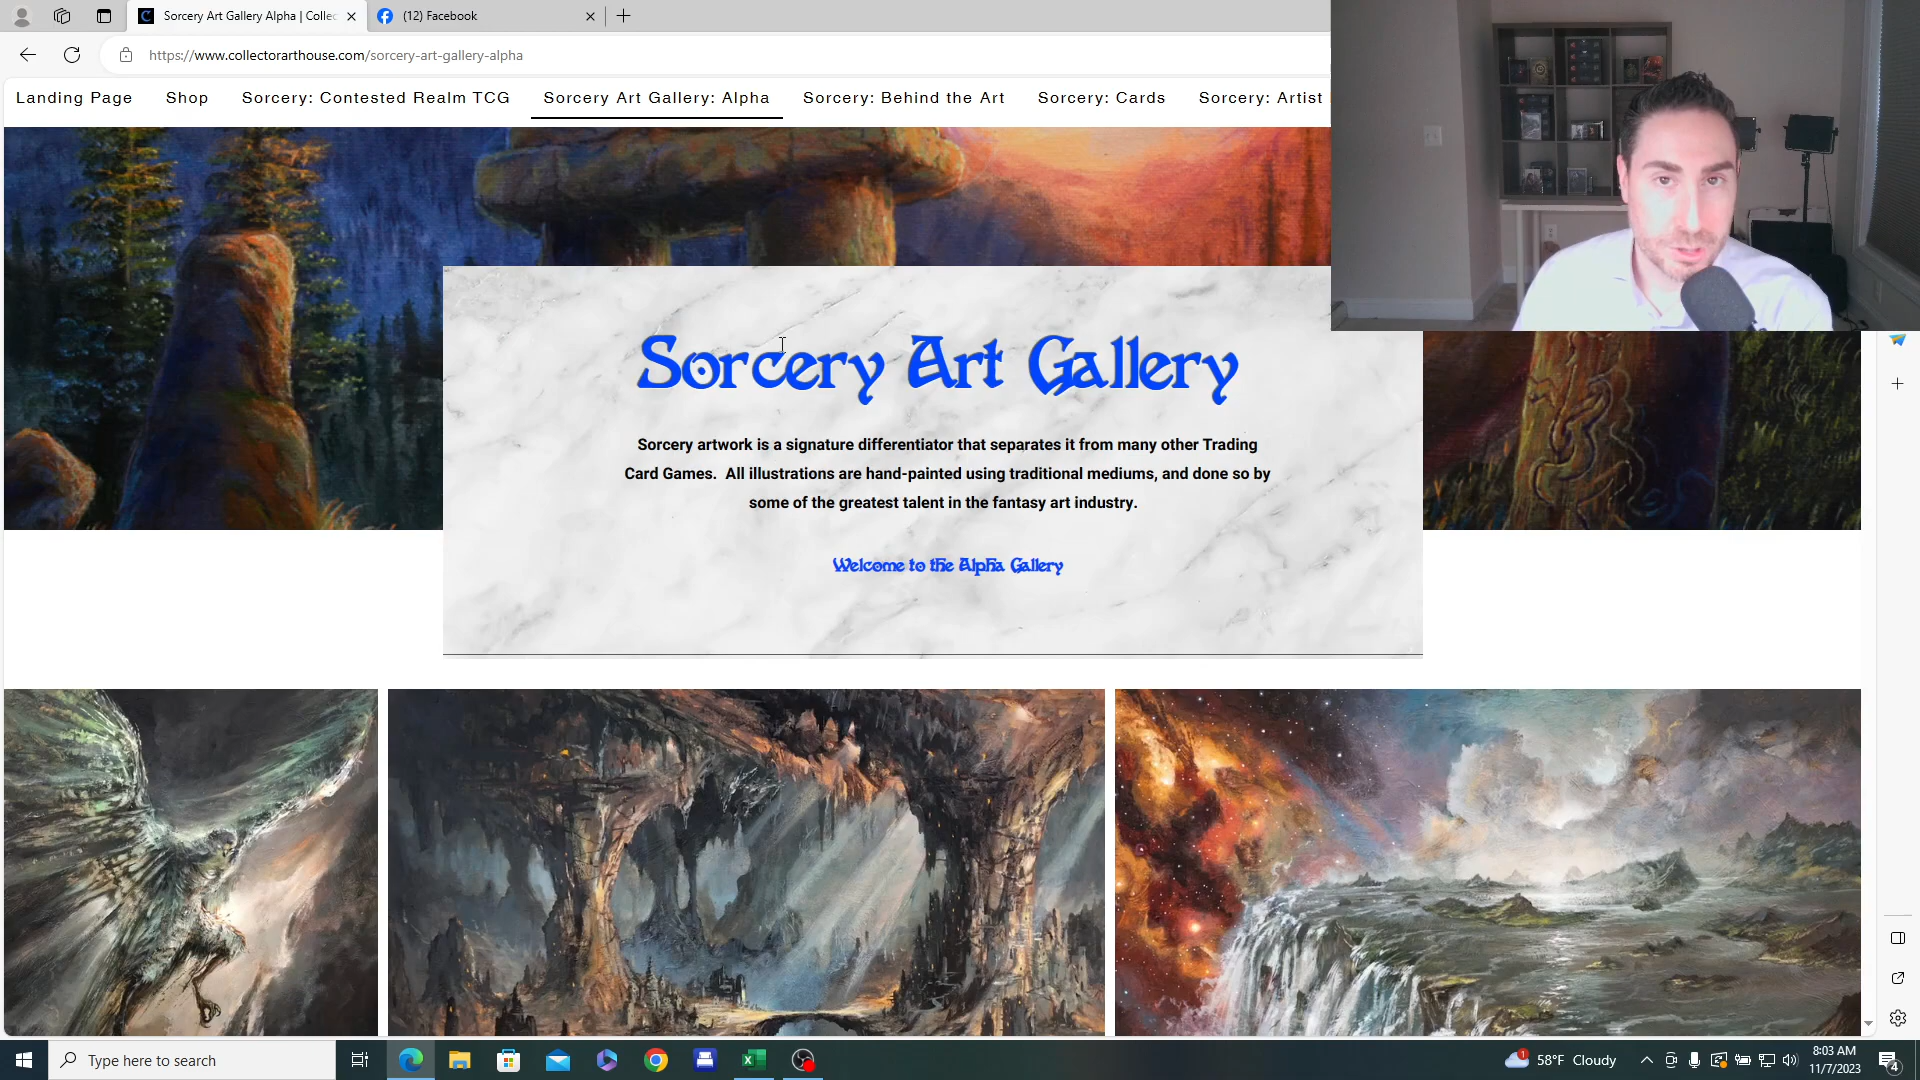 Sorcery Art Gallery Alpha | Collec
(12) Facebook
https://www.collectorarthouse.com/sorcery-art-gallery-alpha
Landing Page
Shop
Sorcery: Contested Realm TCG
Sorcery Art Gallery: Alpha
Sorcery: Behind the Art
Sorcery: Cards
Sorcery: Artist
Sorcery Art Gallery
Sorcery artwork is a signature differentiator that separates it from many other Trading
Card Games. All illustrations are hand-painted using traditional mediums, and done so by
some of the greatest talent in the fantasy art industry.
Welcome to the Alpha Gallery
Type here to search
1
58°F Cloudy
8:03 AM
11/7/2023
4